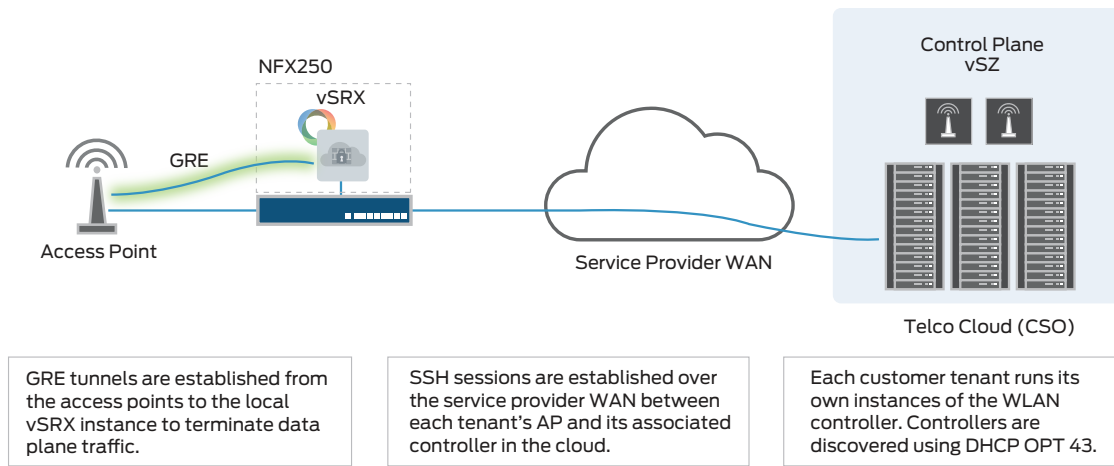 Control Plane
vSZ
NFX250
vSRX
GRE
Access Point
Service Provider WAN
Telco Cloud (CSO)
GRE tunnels are established from
the access points to the local
vSRX instance to terminate data
plane traffic.
SSH sessions are established over
the service provider WAN between
each tenant’s AP and its associated
controller in the cloud.
Each customer tenant runs its
own instances of the WLAN
controller. Controllers are
discovered using DHCP OPT 43.